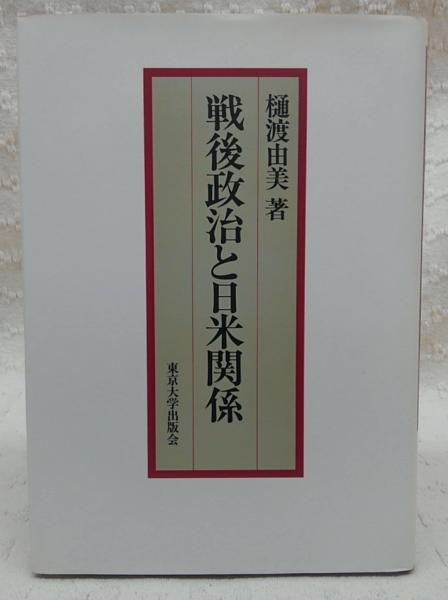 樋渡由美 著
戦後政治と日米関係
東京大学出版会